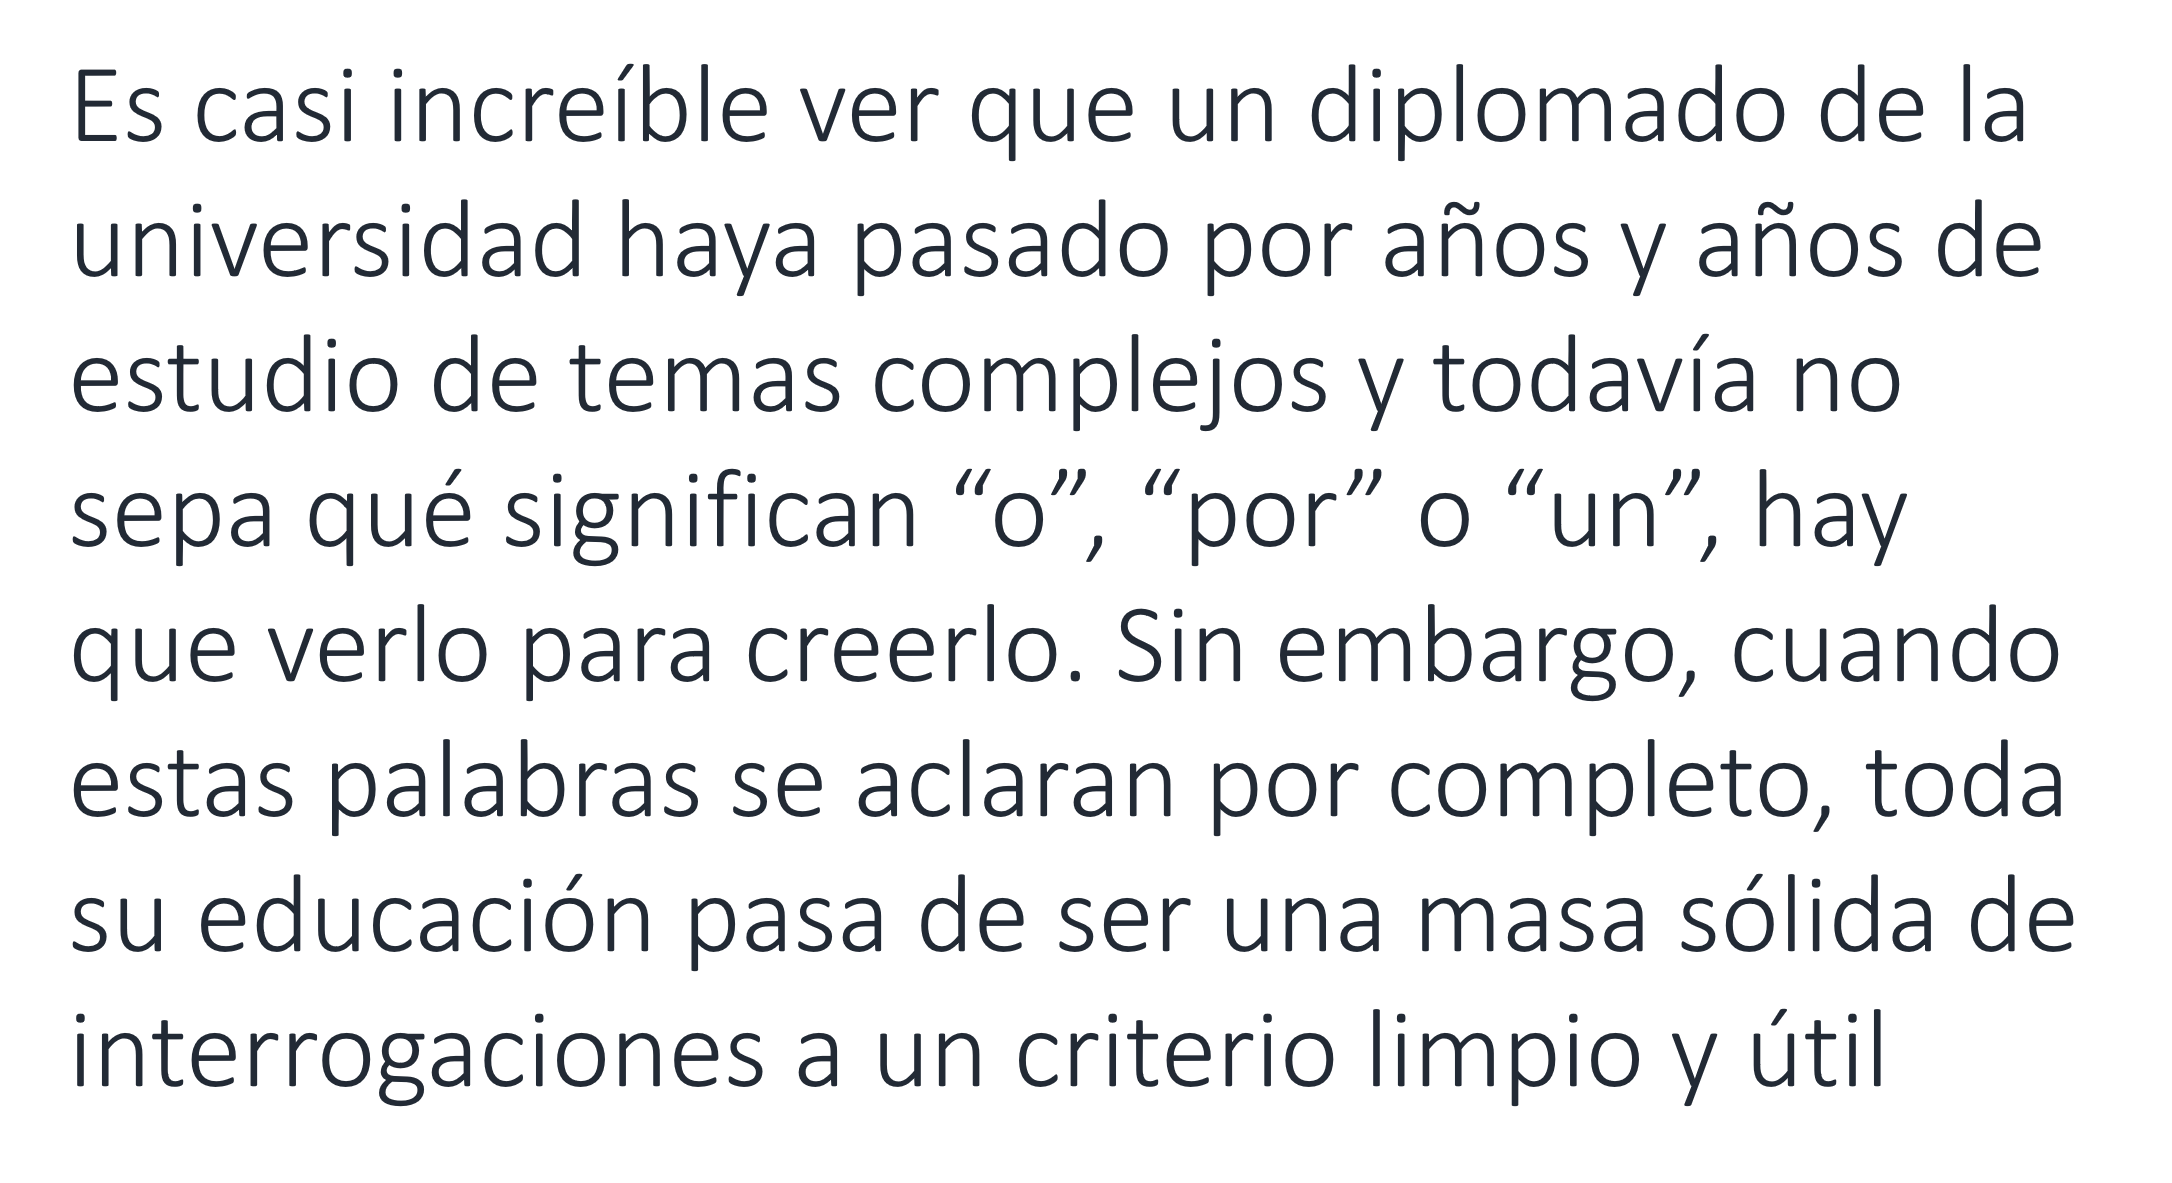 Es casi increíble ver que un diplomado de la
universidad haya pasado por años y años de
estudio de temas complejos y todavía no
sepa qué significan “o”, “por” o “un”, hay
que verlo para creerlo. Sin embargo, cuando
estas palabras se aclaran por completo, toda
su educación pasa de ser una masa sólida de
interrogaciones a un criterio limpio y útil